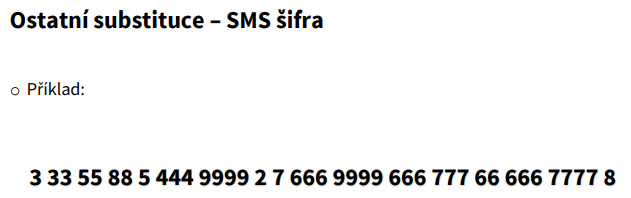 Ostatní substituce – SMS šifra
○ Příklad:
3 33 55 88 5 444 9999 2 7 666 9999 666 777 66 666 7777 8